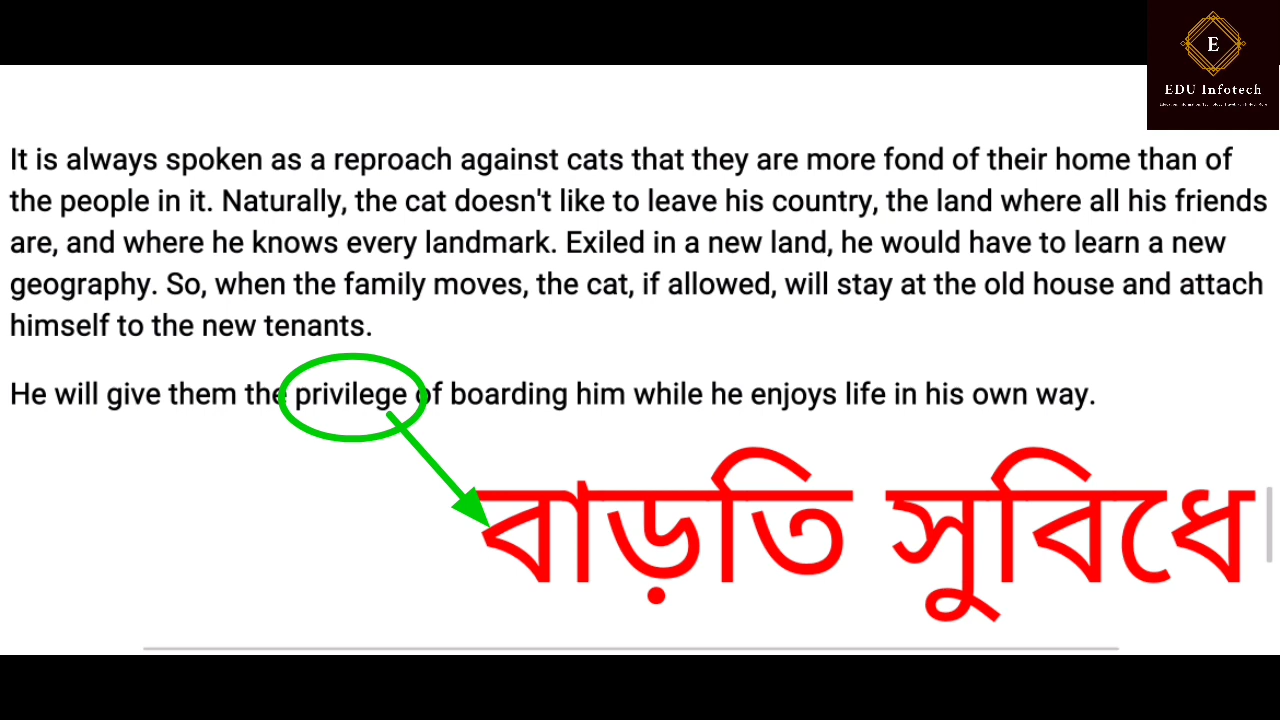 E
EDU Infotech
It is always spoken as a reproach against cats that they are more fond of their home than of
the people in it. Naturally, the cat doesn't like to leave his country, the land where all his friends
are, and where he knows every landmark. Exiled in a new land, he would have to learn a new
geography. So, when the family moves, the cat, if allowed, will stay at the old house and attach
himself to the new tenants.
He will give them the privilege of boarding him while he enjoys life in his own way.
বাড়তি সুবিধে